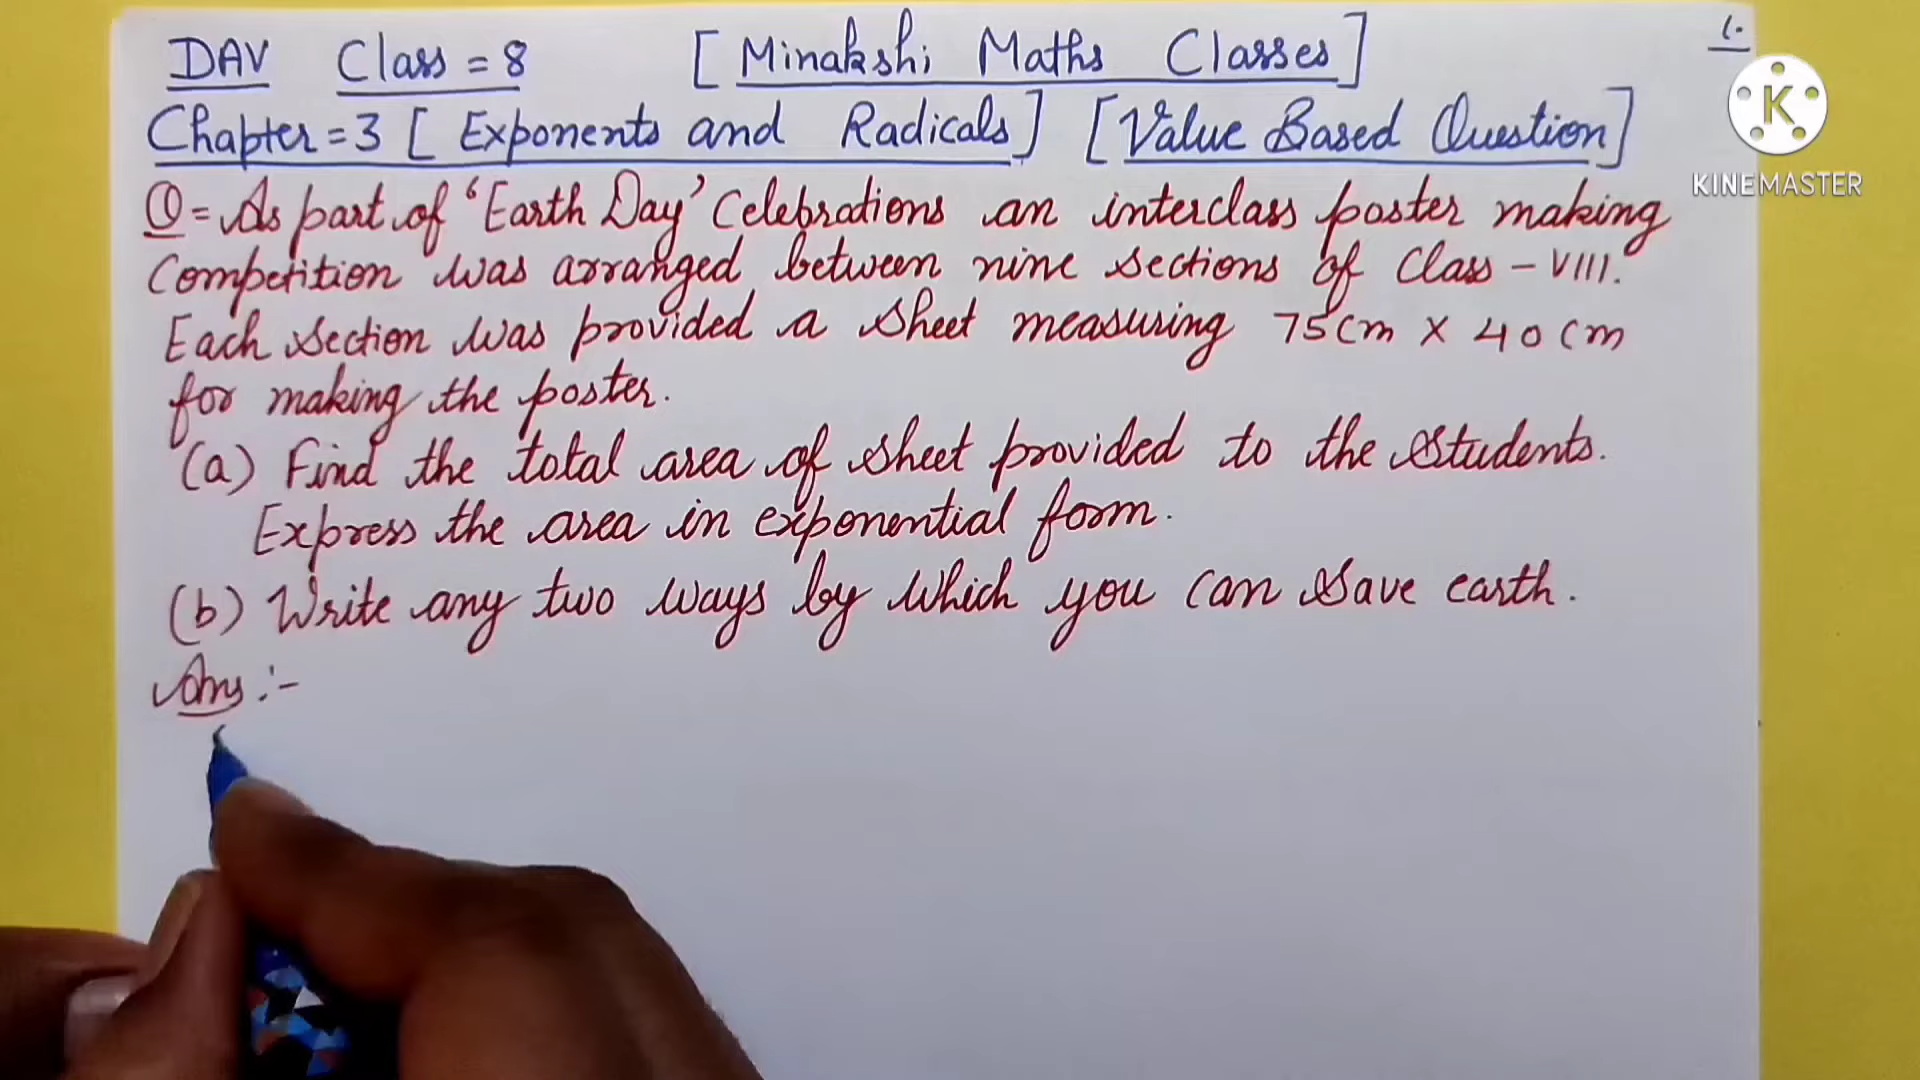 1.
DAV Class = 8 [Minakshi Maths Classes]
Chapter = 3 [Exponents and Radicals] [Value Based Question]
K
KINEMASTER
Q = As part of 'Earth Day' Celebrations an interclass poster making
Competition was arranged between nine sections of Class - VIII.
Each section was provided a sheet measuring 75cm x 40cm
for making the poster.
(a) Find the total area of sheet provided to the students.
Express the area in exponential form.
(b) Write any two ways by which you can save earth.
Ans :-